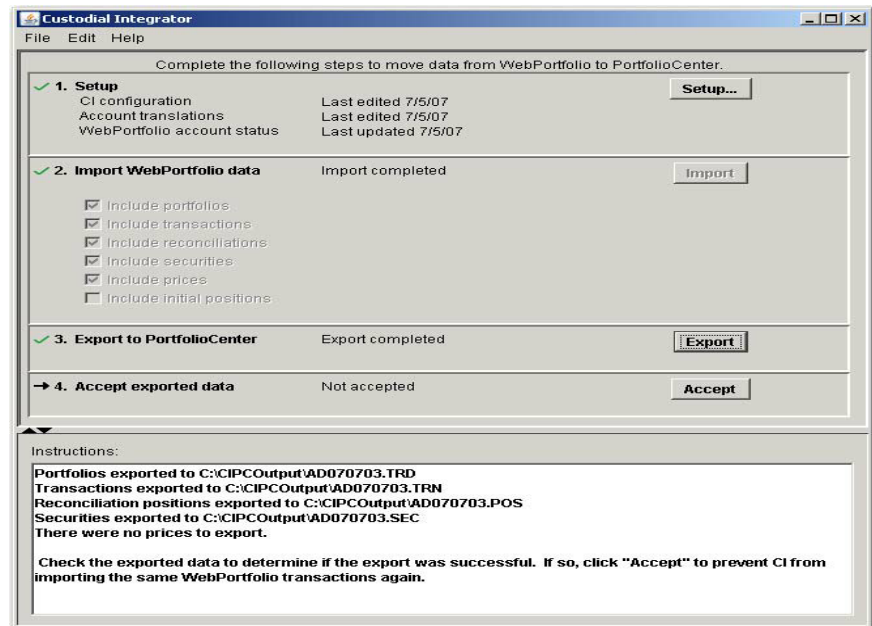 Custodial Integrator
File Edit Help
Complete the following steps to move data from WebPortfolio to PortfolioCenter.
1. Setup
Setup...
CI configuration Last edited 7/5/07
Account translations Last edited 7/5/07
WebPortfolio account status Last updated 7/5/07
2. Import WebPortfolio data Import completed Import
Include portfolios
Include transactions
Include reconciliations
Include securities
Include prices
Include initial positions
3. Export to PortfolioCenter Export completed Export
4. Accept exported data Not accepted Accept
Instructions:
Portfolios exported to C:\CIPCOutput\AD070703.TRD
Transactions exported to C:\CIPCOutput\AD070703.TRN
Reconciliation positions exported to C:\CIPCOutput\AD070703.POS
Securities exported to C:\CIPCOutput\AD070703.SEC
There were no prices to export.
Check the exported data to determine if the export was successful. If so, click "Accept" to prevent CI from
importing the same WebPortfolio transactions again.